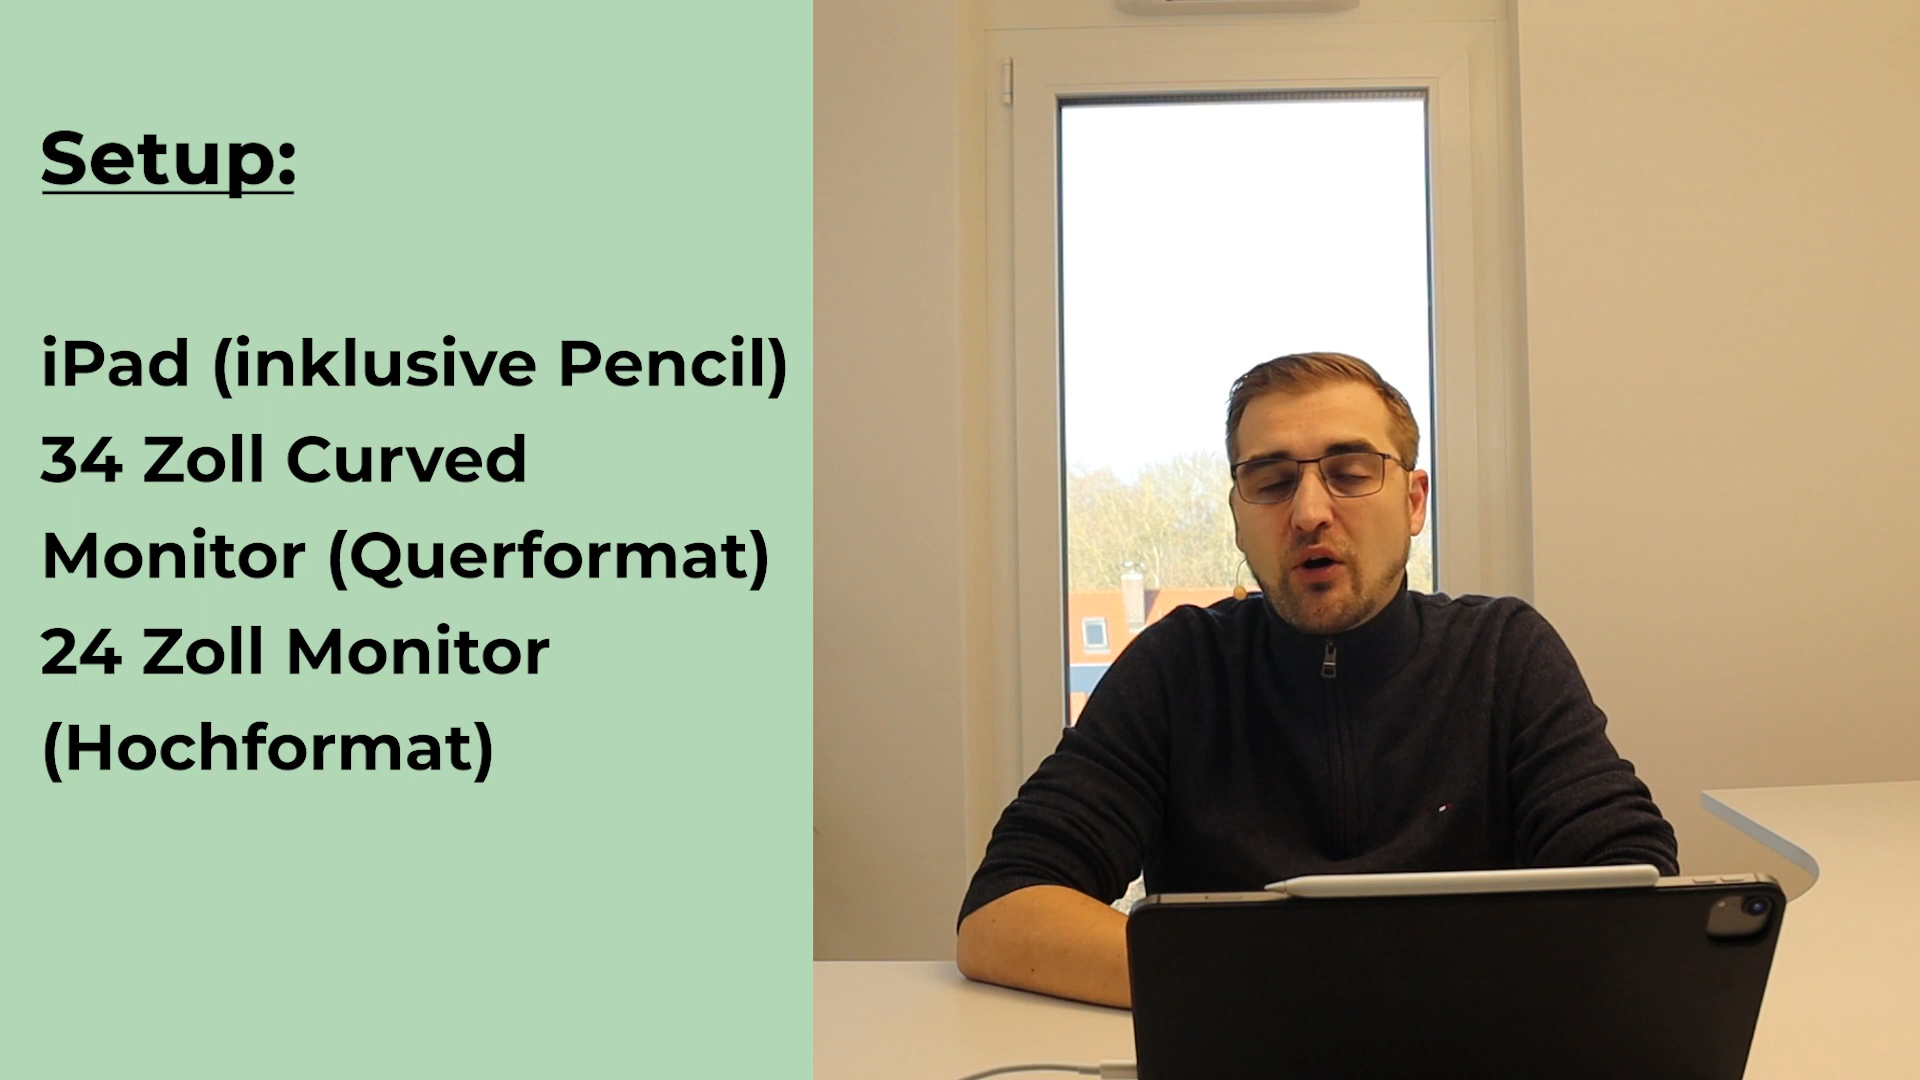 Setup:
iPad (inklusive Pencil)
34 Zoll Curved
Monitor (Querformat)
24 Zoll Monitor
(Hochformat)